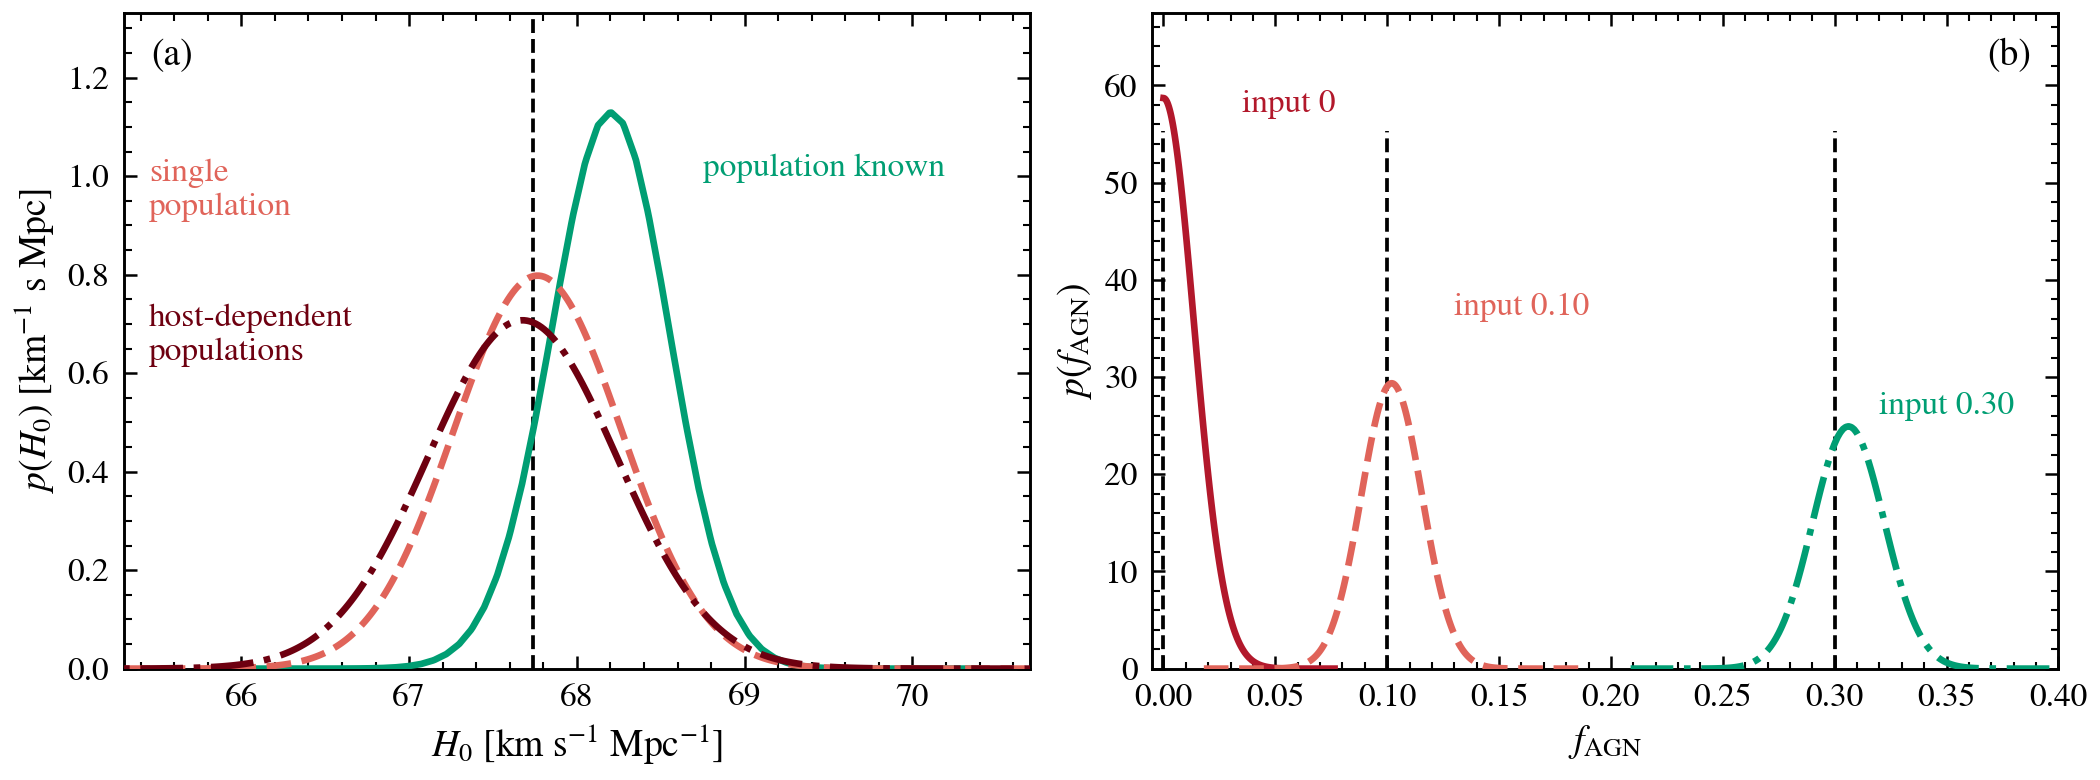 (a)
single
population
host-dependent
populations
population known
p(H₀) [km⁻¹ s Mpc]
0.0
0.2
0.4
0.6
0.8
1.0
1.2
66
67
68
69
70
H₀ [km s⁻¹ Mpc⁻¹]
(b)
input 0
input 0.10
input 0.30
p(f_AGN)
0
10
20
30
40
50
60
0.00
0.05
0.10
0.15
0.20
0.25
0.30
0.35
0.40
f_AGN